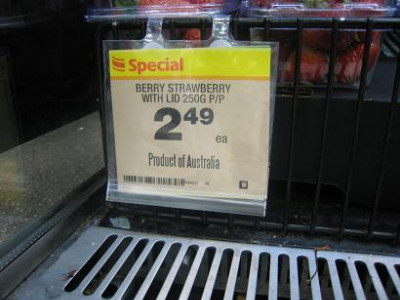 Special
BERRY STRAWBERRY
WITH LID 250G P/P
2 49
ea
Product of Australia